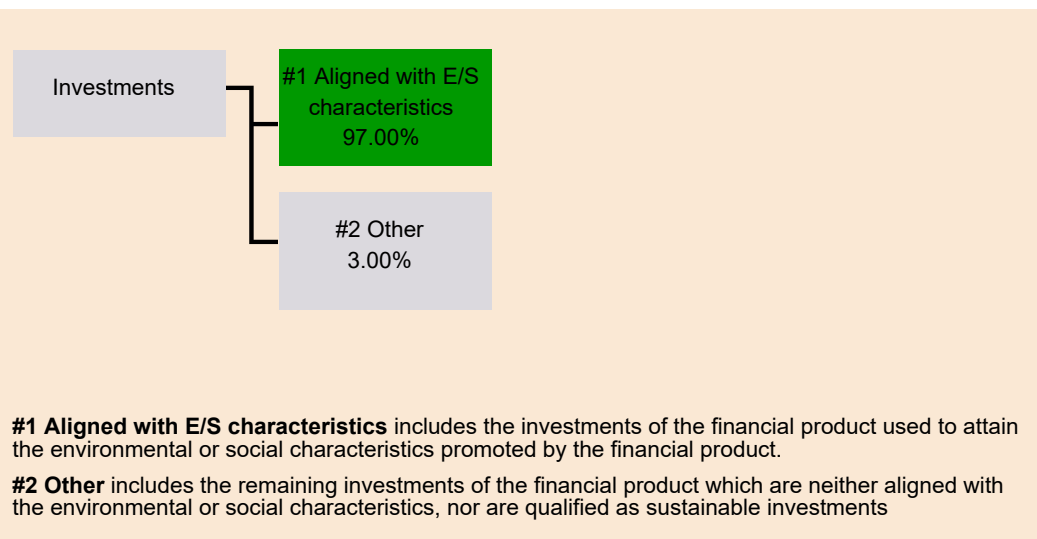 Investments
#1 Aligned with E/S
characteristics
97.00%
#2 Other
3.00%
#1 Aligned with E/S characteristics includes the investments of the financial product used to attain
the environmental or social characteristics promoted by the financial product.
#2 Other includes the remaining investments of the financial product which are neither aligned with
the environmental or social characteristics, nor are qualified as sustainable investments